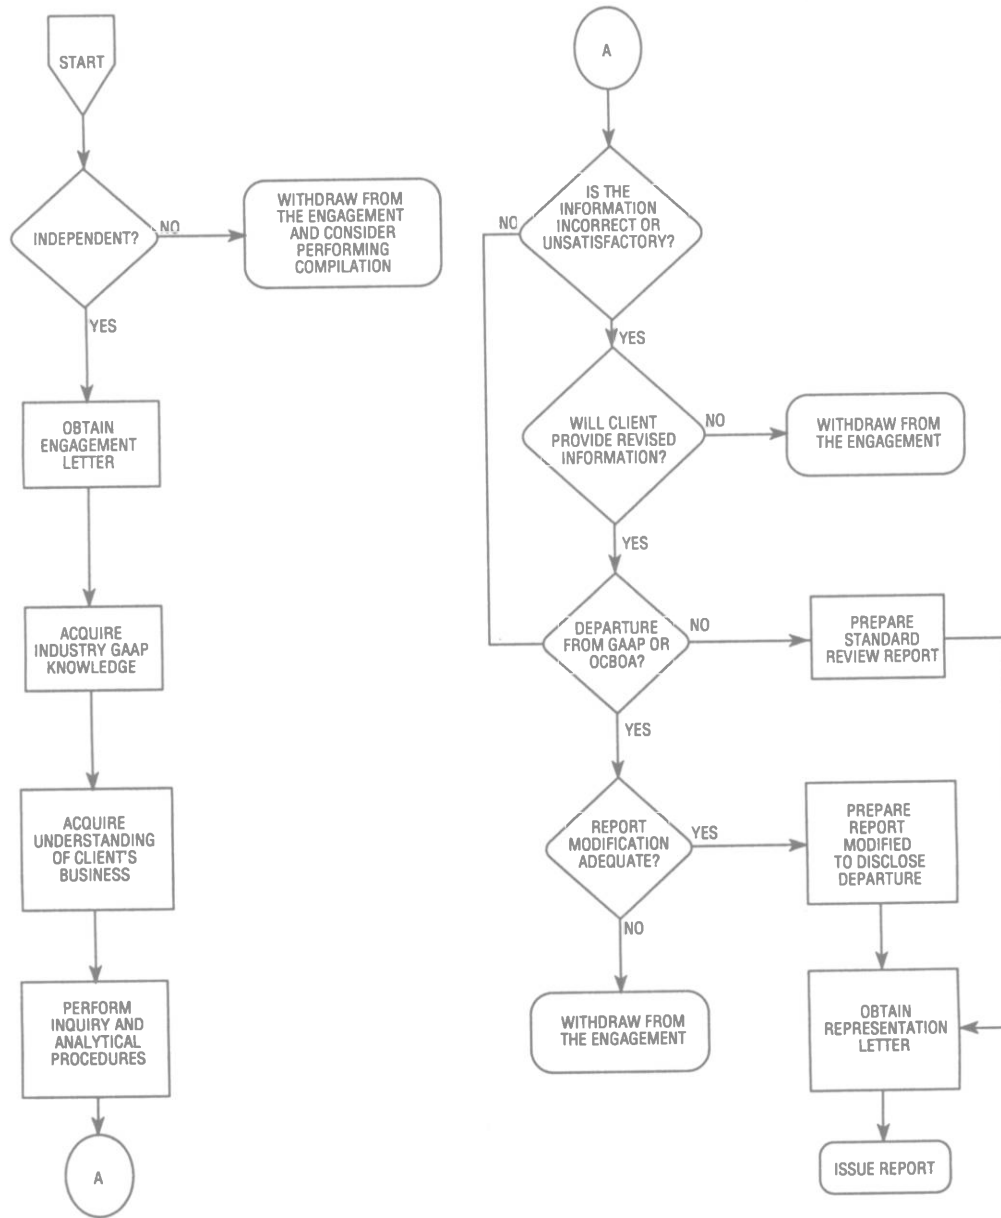 START
INDEPENDENT?
NO
WITHDRAW FROM
THE ENGAGEMENT
AND CONSIDER
PERFORMING
COMPILATION
YES
OBTAIN
ENGAGEMENT
LETTER
ACQUIRE
INDUSTRY GAAP
KNOWLEDGE
ACQUIRE
UNDERSTANDING
OF CLIENT'S
BUSINESS
PERFORM
INQUIRY AND
ANALYTICAL
PROCEDURES
A
A
IS THE
INFORMATION
INCORRECT OR
UNSATISFACTORY?
NO
YES
WILL CLIENT
PROVIDE REVISED
INFORMATION?
NO
WITHDRAW FROM
THE ENGAGEMENT
YES
DEPARTURE
FROM GAAP OR
OCBOA?
NO
PREPARE
STANDARD
REVIEW REPORT
YES
REPORT
MODIFICATION
ADEQUATE?
YES
PREPARE
REPORT
MODIFIED
TO DISCLOSE
DEPARTURE
NO
WITHDRAW FROM
THE ENGAGEMENT
OBTAIN
REPRESENTATION
LETTER
ISSUE REPORT